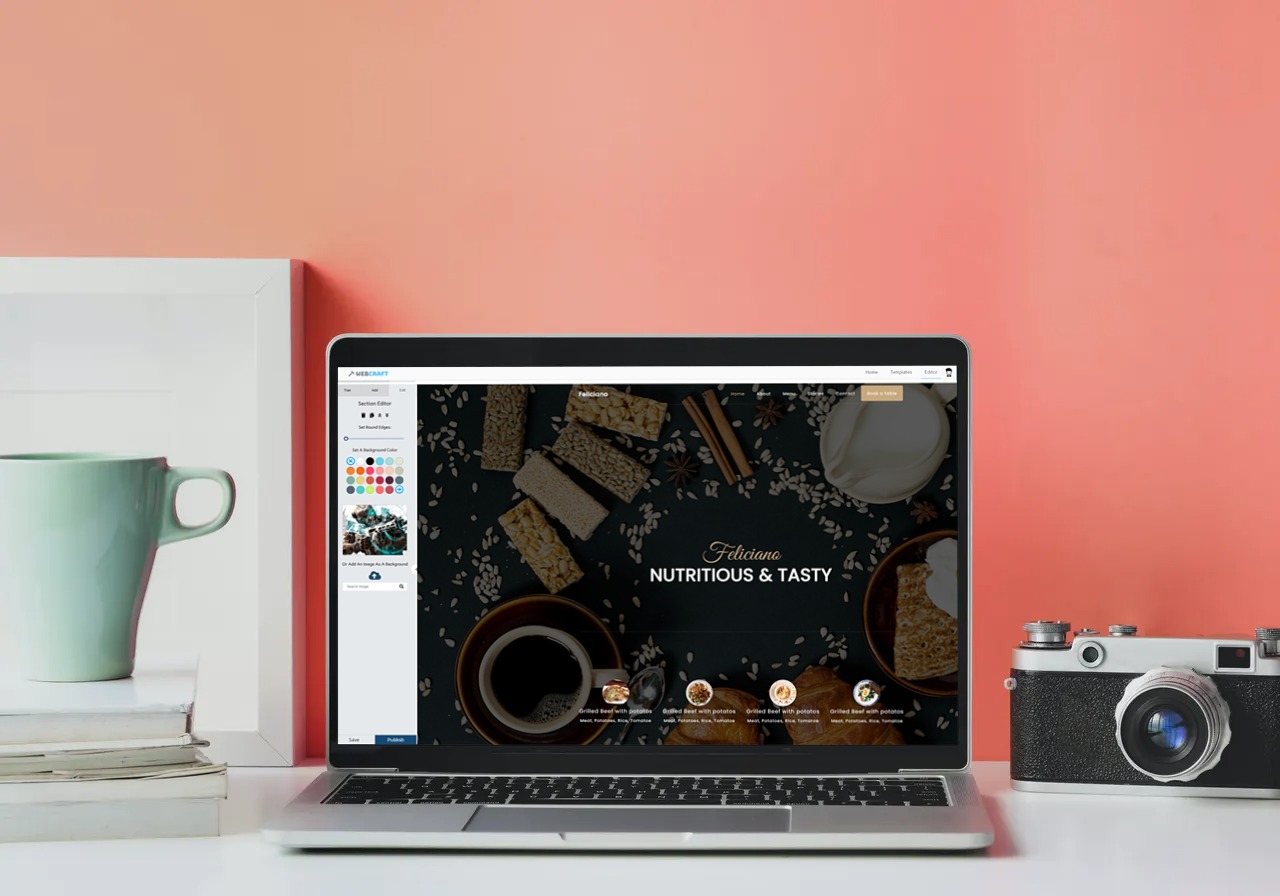 WEBCRAFT
Home Templates Editor
Tree Add Edit
Section Editor
Set Round Edges:
Set A Background Color
Or Add An Image As A Background
Search Image
Save Publish
Feliciano
Home About Menu Stories Contact Book a table
Feliciano
NUTRITIOUS & TASTY
Grilled Beef with potatos
Meat, Potatoes, Rice, Tomatoe
Grilled Beef with potatos
Meat, Potatoes, Rice, Tomatoe
Grilled Beef with potatos
Meat, Potatoes, Rice, Tomatoe
Grilled Beef with potatos
Meat, Potatoes, Rice, Tomatoe